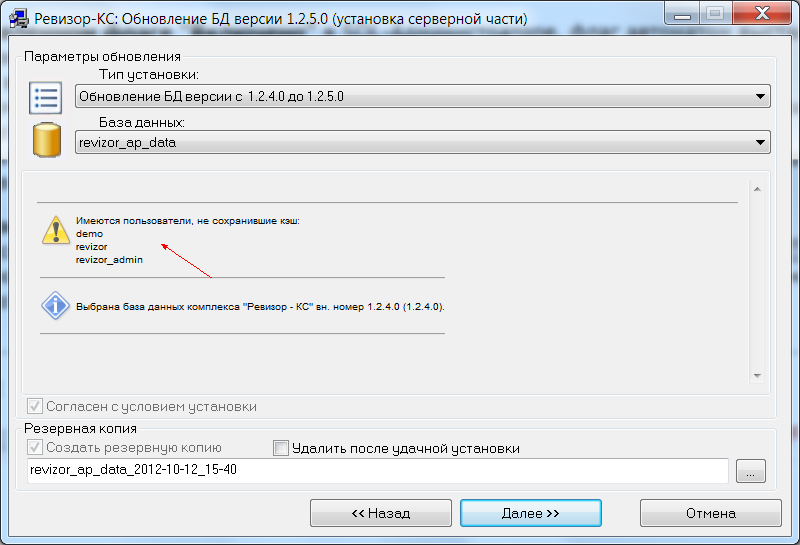 Ревизор-КС: Обновление БД версии 1.2.5.0 (установка серверной части)
Параметры обновления
Тип установки:
Обновление БД версии с 1.2.4.0 до 1.2.5.0
База данных:
revizor_ap_data
Имеются пользователи, не сохранившие кэш:
demo
revizor
revizor_admin
Выбрана база данных комплекса "Ревизор - КС" вн. номер 1.2.4.0 (1.2.4.0).
Согласен с условием установки
Резервная копия
Создать резервную копию
Удалить после удачной установки
revizor_ap_data_2012-10-12_15-40
...
<< Назад
Далее >>
Отмена